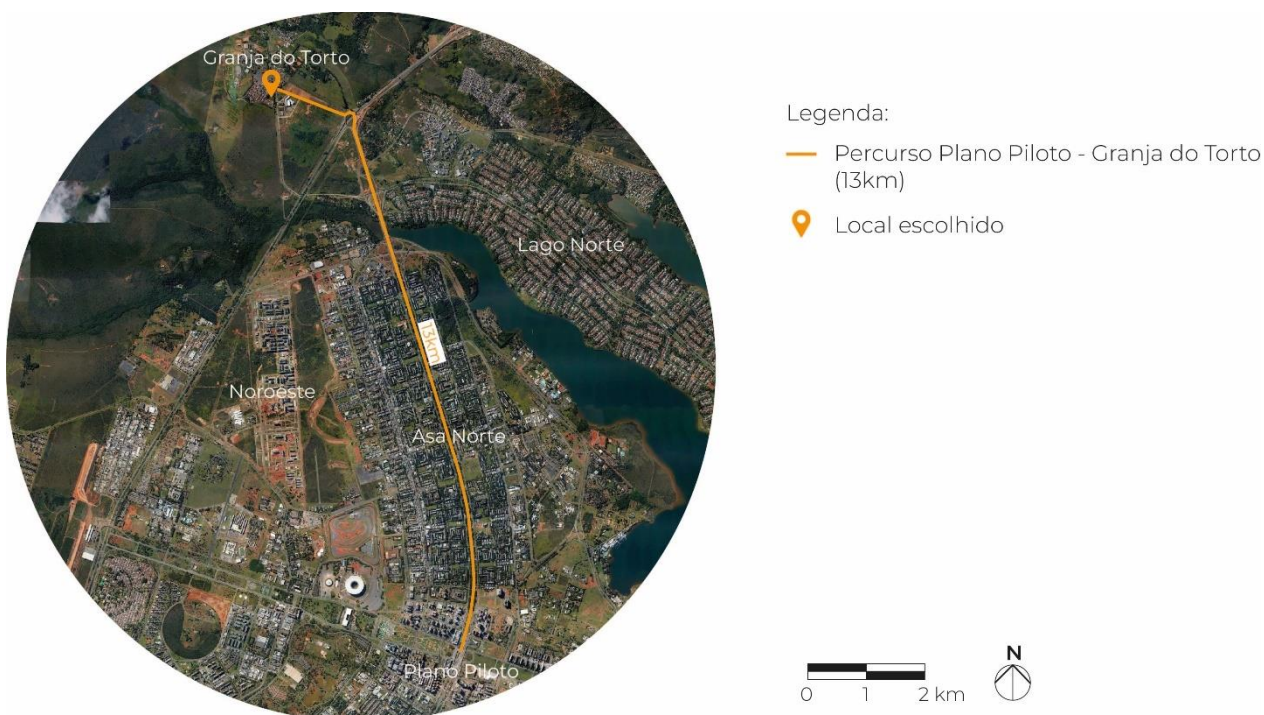 Granja do Torto
Lago Norte
13km
Noroeste
Asa Norte
Plano Piloto
Legenda:
Percurso Plano Piloto - Granja do Torto
(13km)
Local escolhido
N
0 1 2 km